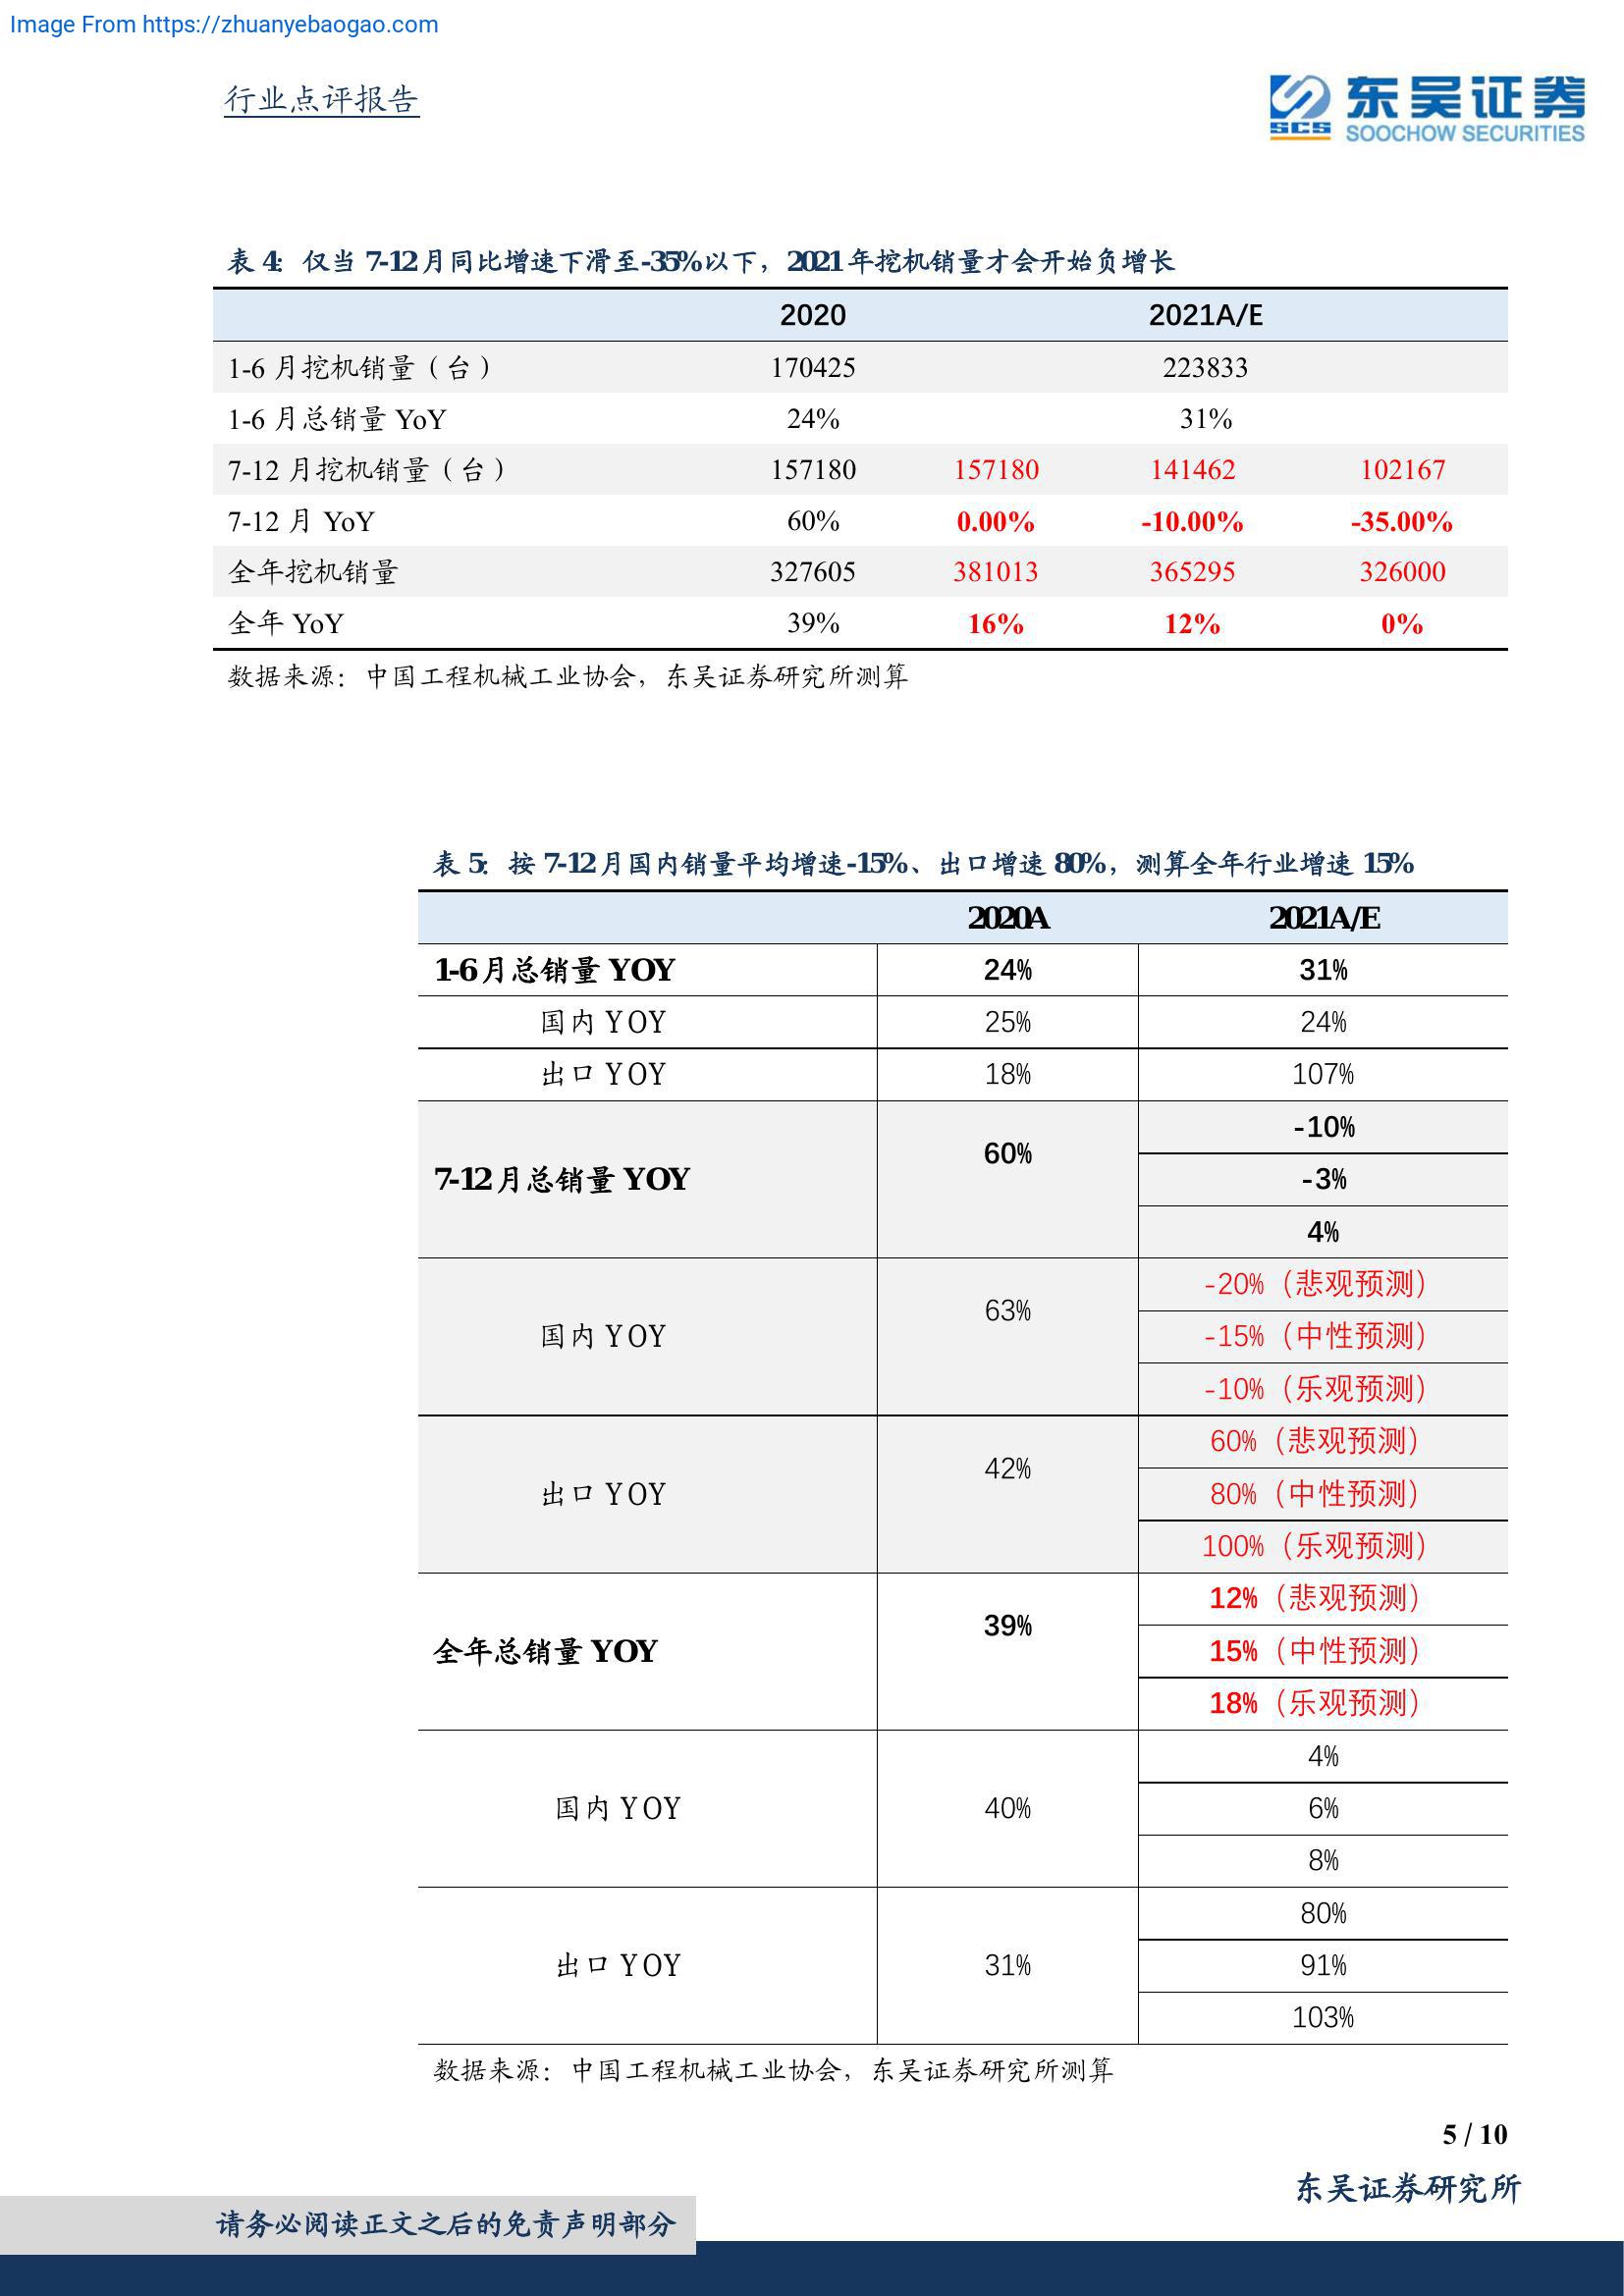 Image From https://zhuanyebaogao.com
行业点评报告
SCS 东吴证券
SOOCHOW SECURITIES
表 4: 仅当 7-12 月同比增速下滑至-35%以下，2021 年挖机销量才会开始负增长
2020 2021A/E
1-6 月挖机销量（台） 170425 223833
1-6 月总销量 YoY 24% 31%
7-12 月挖机销量（台） 157180 157180 141462 102167
7-12 月 YoY 60% 0.00% -10.00% -35.00%
全年挖机销量 327605 381013 365295 326000
全年 YoY 39% 16% 12% 0%
数据来源：中国工程机械工业协会，东吴证券研究所测算
表 5: 按 7-12 月国内销量平均增速-15%、出口增速 80%，测算全年行业增速 15%
2020A 2021A/E
1-6 月总销量 YOY 24% 31%
国内 YOY 25% 24%
出口 YOY 18% 107%
7-12 月总销量 YOY 60% -10%
-3%
4%
国内 YOY 63% -20%（悲观预测）
-15%（中性预测）
-10%（乐观预测）
出口 YOY 42% 60%（悲观预测）
80%（中性预测）
100%（乐观预测）
全年总销量 YOY 39% 12%（悲观预测）
15%（中性预测）
18%（乐观预测）
国内 YOY 40% 4%
6%
8%
出口 YOY 31% 80%
91%
103%
数据来源：中国工程机械工业协会，东吴证券研究所测算
5 / 10
东吴证券研究所
请务必阅读正文之后的免责声明部分